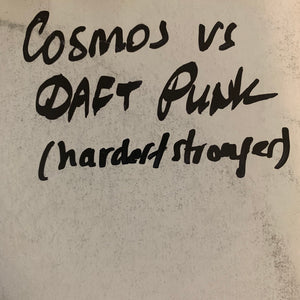 Cosmos vs
DAFT PUNK
(harder/stronger)